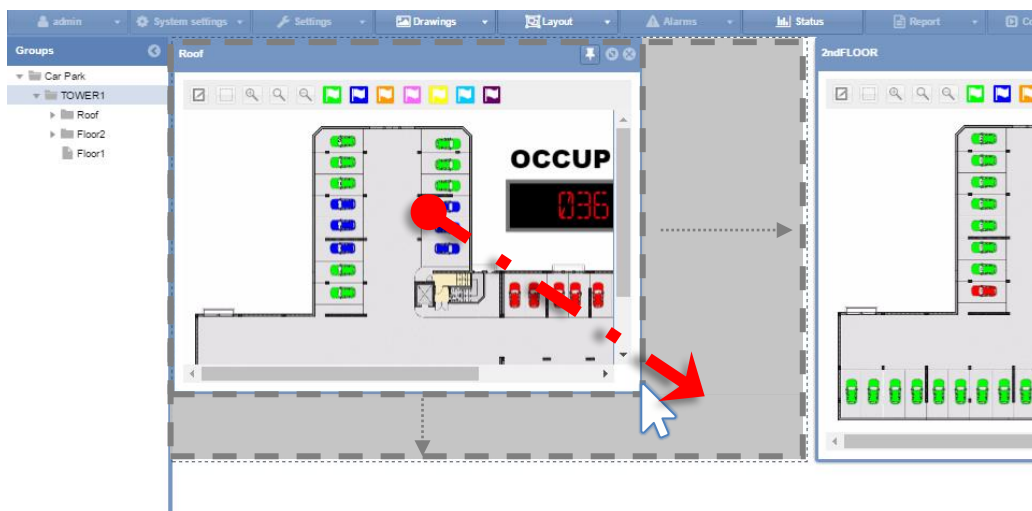 admin System settings Settings Drawings Layout Alarms Status Report
Groups
Car Park
TOWER1
Roof
Floor2
Floor1
Roof
OCCUP
036
2ndFLOOR